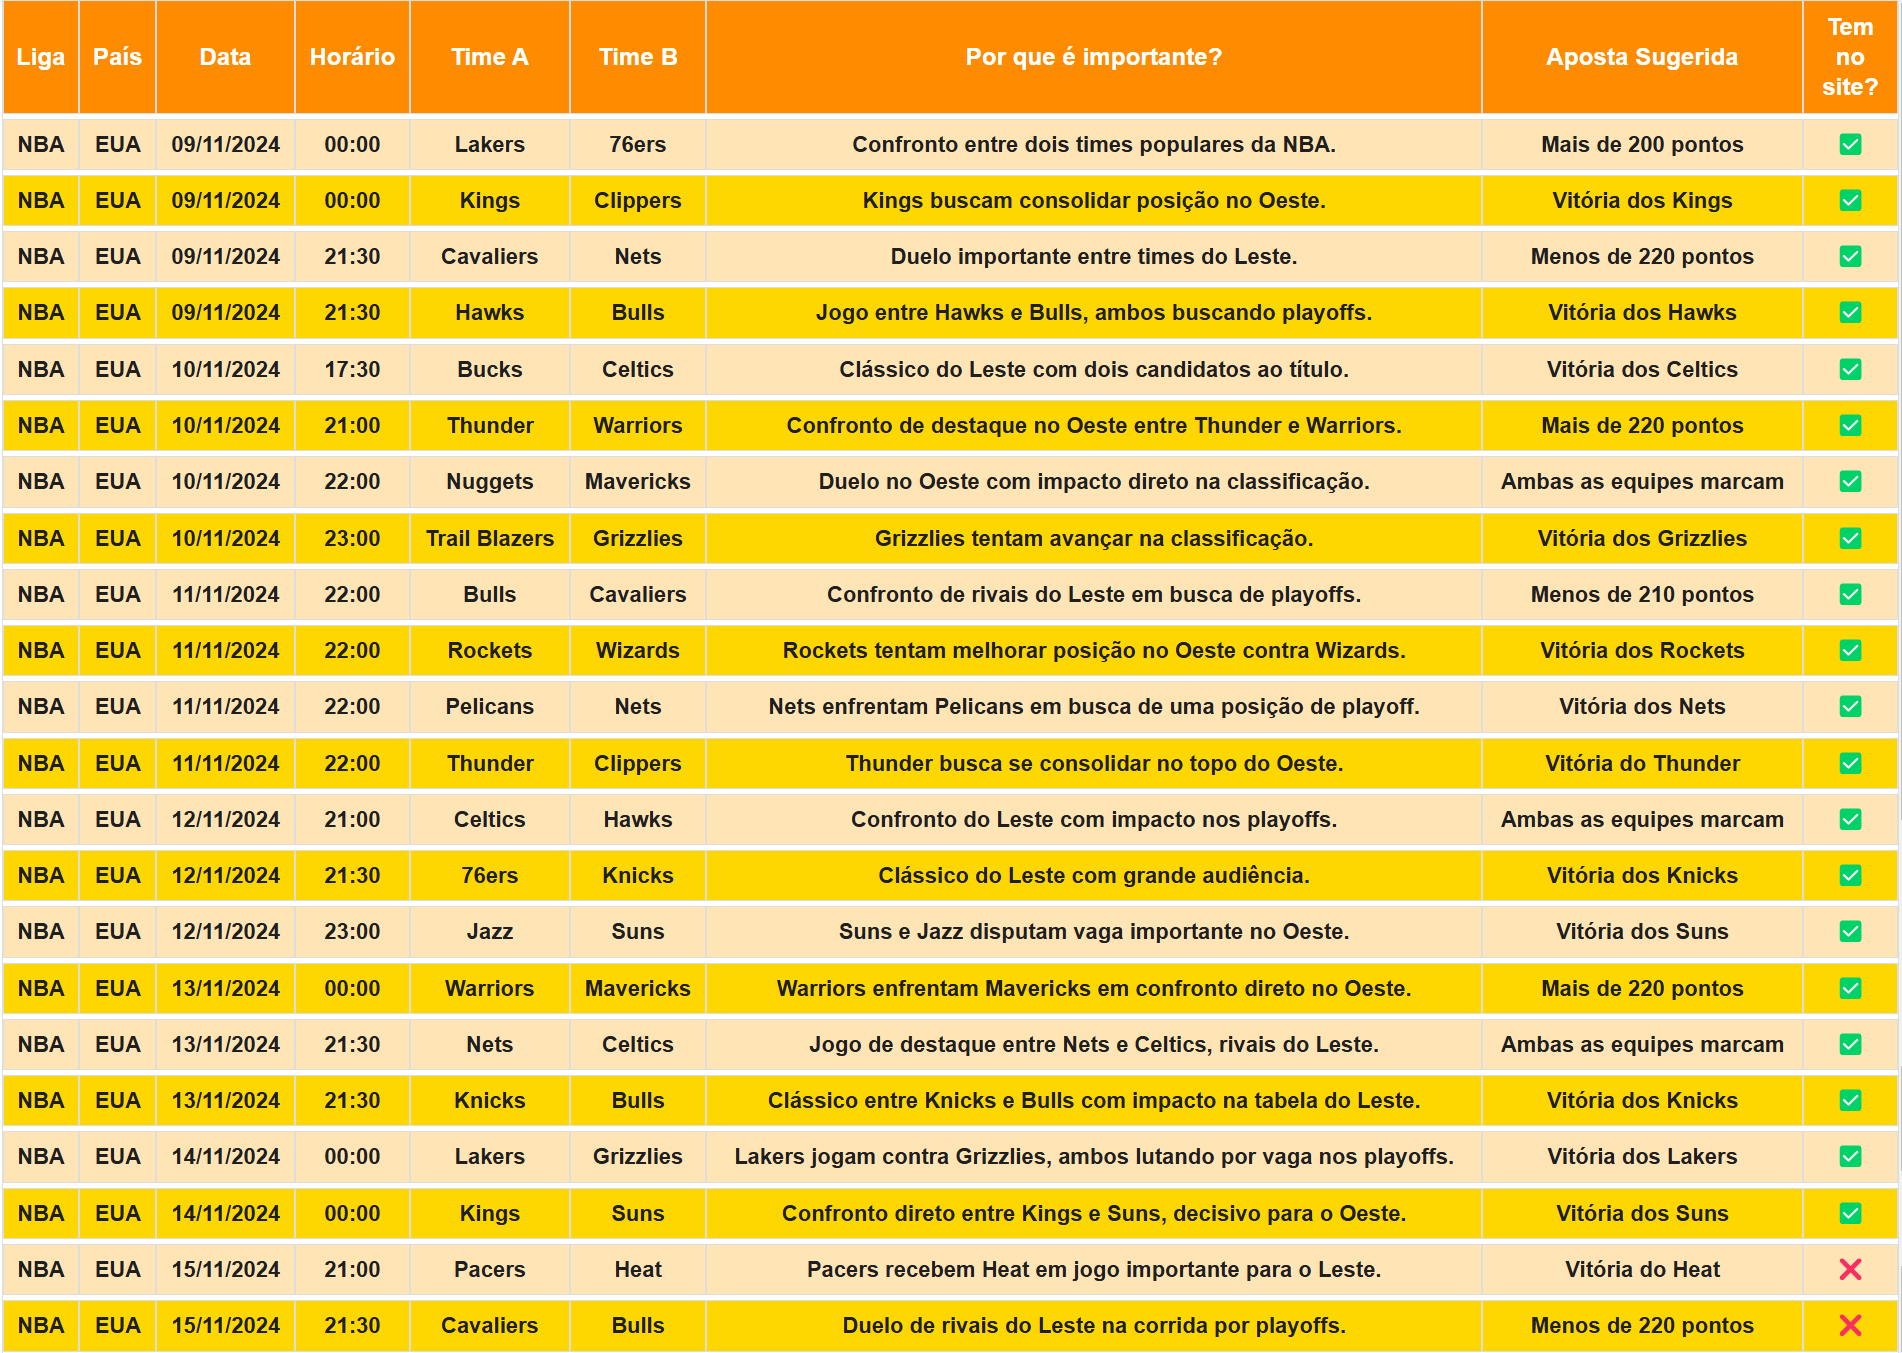 Liga País Data Horário Time A Time B Por que é importante? Aposta Sugerida Tem no site?
NBA EUA 09/11/2024 00:00 Lakers 76ers Confronto entre dois times populares da NBA. Mais de 200 pontos
NBA EUA 09/11/2024 00:00 Kings Clippers Kings buscam consolidar posição no Oeste. Vitória dos Kings
NBA EUA 09/11/2024 21:30 Cavaliers Nets Duelo importante entre times do Leste. Menos de 220 pontos
NBA EUA 09/11/2024 21:30 Hawks Bulls Jogo entre Hawks e Bulls, ambos buscando playoffs. Vitória dos Hawks
NBA EUA 10/11/2024 17:30 Bucks Celtics Clássico do Leste com dois candidatos ao título. Vitória dos Celtics
NBA EUA 10/11/2024 21:00 Thunder Warriors Confronto de destaque no Oeste entre Thunder e Warriors. Mais de 220 pontos
NBA EUA 10/11/2024 22:00 Nuggets Mavericks Duelo no Oeste com impacto direto na classificação. Ambas as equipes marcam
NBA EUA 10/11/2024 23:00 Trail Blazers Grizzlies Grizzlies tentam avançar na classificação. Vitória dos Grizzlies
NBA EUA 11/11/2024 22:00 Bulls Cavaliers Confronto de rivais do Leste em busca de playoffs. Menos de 210 pontos
NBA EUA 11/11/2024 22:00 Rockets Wizards Rockets tentam melhorar posição no Oeste contra Wizards. Vitória dos Rockets
NBA EUA 11/11/2024 22:00 Pelicans Nets Nets enfrentam Pelicans em busca de uma posição de playoff. Vitória dos Nets
NBA EUA 11/11/2024 22:00 Thunder Clippers Thunder busca se consolidar no topo do Oeste. Vitória do Thunder
NBA EUA 12/11/2024 21:00 Celtics Hawks Confronto do Leste com impacto nos playoffs. Ambas as equipes marcam
NBA EUA 12/11/2024 21:30 76ers Knicks Clássico do Leste com grande audiência. Vitória dos Knicks
NBA EUA 12/11/2024 23:00 Jazz Suns Suns e Jazz disputam vaga importante no Oeste. Vitória dos Suns
NBA EUA 13/11/2024 00:00 Warriors Mavericks Warriors enfrentam Mavericks em confronto direto no Oeste. Mais de 220 pontos
NBA EUA 13/11/2024 21:30 Nets Celtics Jogo de destaque entre Nets e Celtics, rivais do Leste. Ambas as equipes marcam
NBA EUA 13/11/2024 21:30 Knicks Bulls Clássico entre Knicks e Bulls com impacto na tabela do Leste. Vitória dos Knicks
NBA EUA 14/11/2024 00:00 Lakers Grizzlies Lakers jogam contra Grizzlies, ambos lutando por vaga nos playoffs. Vitória dos Lakers
NBA EUA 14/11/2024 00:00 Kings Suns Confronto direto entre Kings e Suns, decisivo para o Oeste. Vitória dos Suns
NBA EUA 15/11/2024 21:00 Pacers Heat Pacers recebem Heat em jogo importante para o Leste. Vitória do Heat
NBA EUA 15/11/2024 21:30 Cavaliers Bulls Duelo de rivais do Leste na corrida por playoffs. Menos de 220 pontos